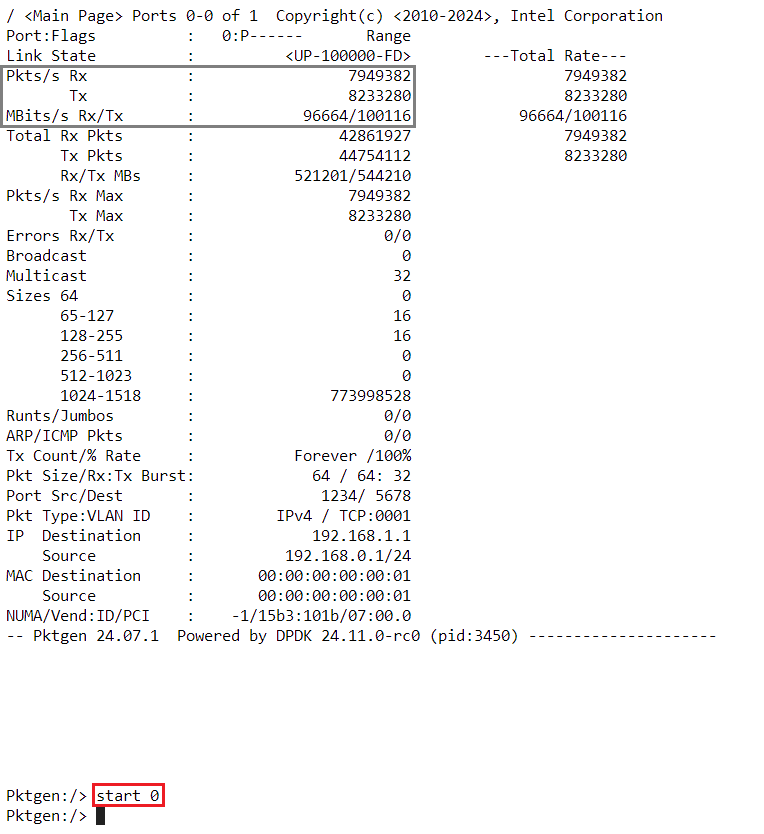 / <Main Page> Ports 0-0 of 1  Copyright(c) <2010-2024>, Intel Corporation
Port:Flags          :   0:P------       Range
Link State          :          <UP-100000-FD>        ---Total Rate---
Pkts/s Rx           :                 7949382                 7949382
       Tx           :                 8233280                 8233280
MBits/s Rx/Tx       :            96664/100116            96664/100116
Total Rx Pkts       :                42861927                 7949382
      Tx Pkts       :                44754112                 8233280
      Rx/Tx MBs     :           521201/544210
Pkts/s Rx Max       :                 7949382
       Tx Max       :                 8233280
Errors Rx/Tx        :                     0/0
Broadcast           :                       0
Multicast           :                      32
Sizes 64            :                       0
      65-127        :                      16
      128-255       :                      16
      256-511       :                       0
      512-1023      :                       0
      1024-1518     :               773998528
Runts/Jumbos        :                     0/0
ARP/ICMP Pkts       :                     0/0
Tx Count/% Rate     :           Forever /100%
Pkt Size/Rx:Tx Burst:             64 / 64: 32
Port Src/Dest       :              1234/ 5678
Pkt Type:VLAN ID    :         IPv4 / TCP:0001
IP  Destination     :             192.168.1.1
    Source          :          192.168.0.1/24
MAC Destination     :       00:00:00:00:00:01
    Source          :       00:00:00:00:00:01
NUMA/Vend:ID/PCI    :    -1/15b3:101b/07:00.0
-- Pktgen 24.07.1  Powered by DPDK 24.11.0-rc0 (pid:3450) ---------------------
Pktgen:/> start 0
Pktgen:/>